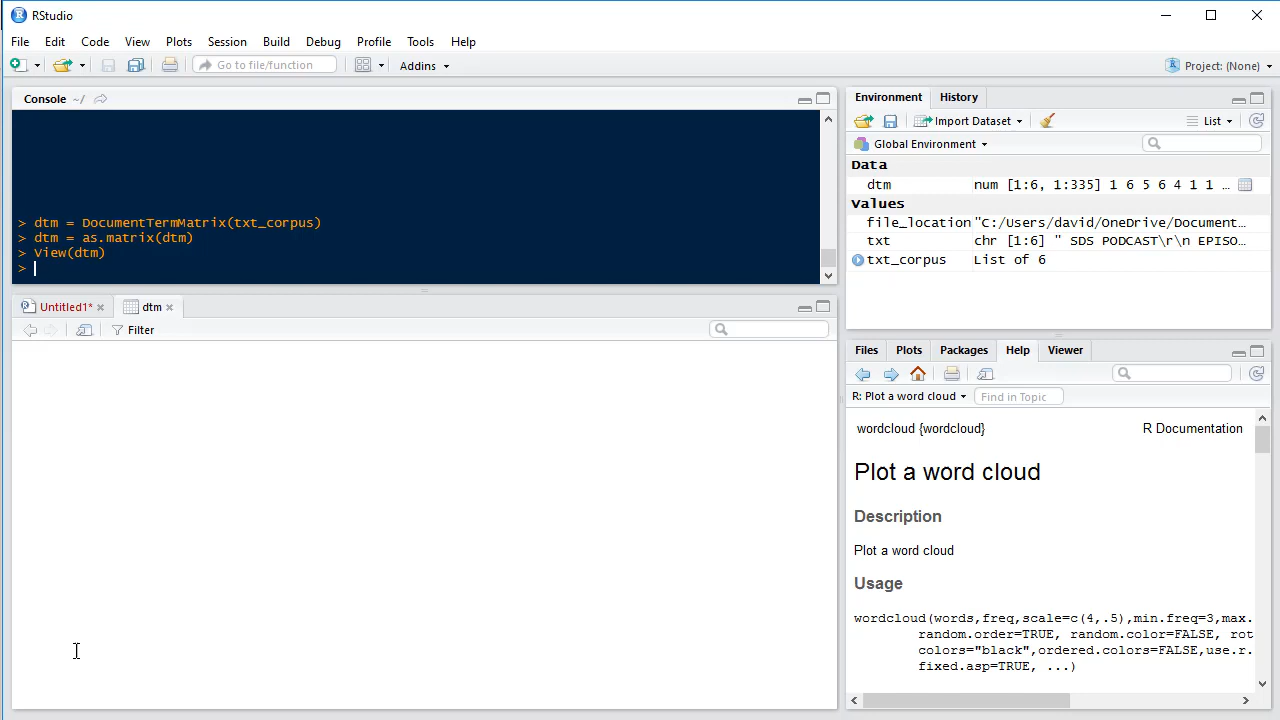 RStudio
File Edit Code View Plots Session Build Debug Profile Tools Help
Go to file/function Addins Project: (None)
Console ~/
> dtm = DocumentTermMatrix(txt_corpus)
> dtm = as.matrix(dtm)
> View(dtm)
>
Untitled1* dtm
Filter
Environment History
Import Dataset List
Global Environment
Data
dtm num [1:6, 1:335] 1 6 5 6 4 1 1 ...
Values
file_location "C:/Users/david/OneDrive/Document...
txt chr [1:6] " SDS PODCAST\r\n EPISO...
txt_corpus List of 6
Files Plots Packages Help Viewer
R: Plot a word cloud Find in Topic
wordcloud {wordcloud} R Documentation
Plot a word cloud
Description
Plot a word cloud
Usage
wordcloud(words,freq,scale=c(4,.5),min.freq=3,max.
random.order=TRUE, random.color=FALSE, rot
colors="black",ordered.colors=FALSE,use.r.
fixed.asp=TRUE, ...)